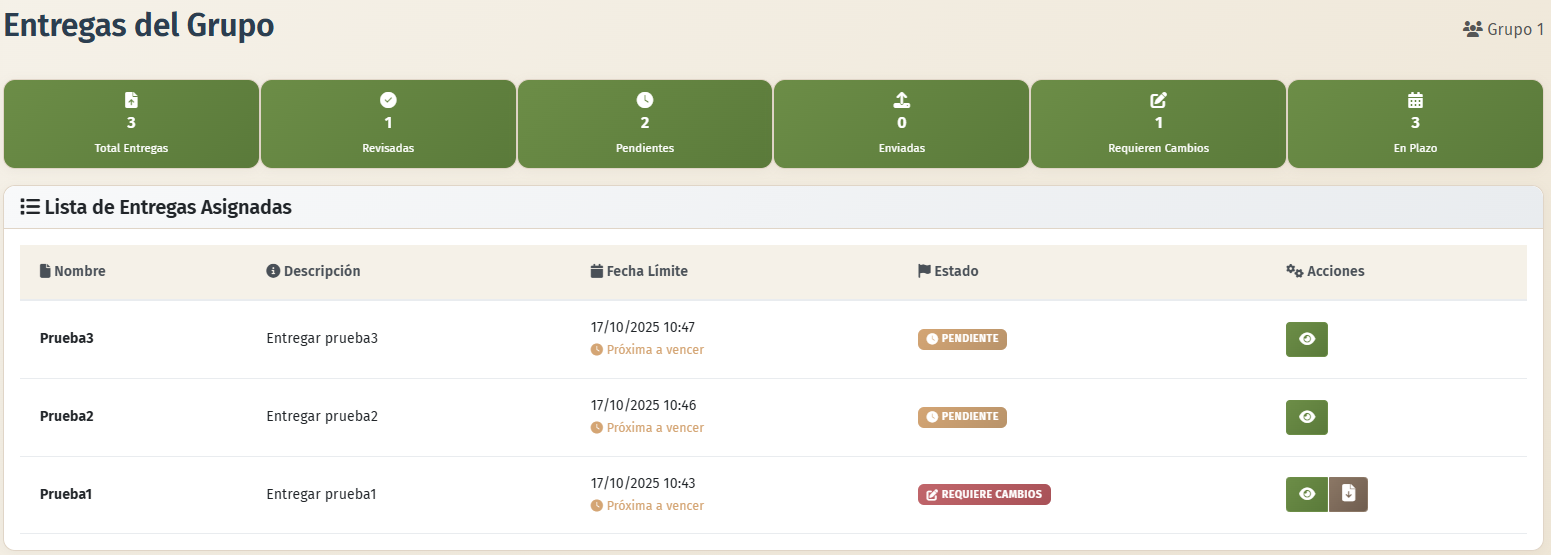 Entregas del Grupo
Grupo 1
3
Total Entregas
1
Revisadas
2
Pendientes
0
Enviadas
1
Requieren Cambios
3
En Plazo
Lista de Entregas Asignadas
Nombre Descripción Fecha Límite Estado Acciones
Prueba3 Entregar prueba3 17/10/2025 10:47 PENDIENTE
Próxima a vencer
Prueba2 Entregar prueba2 17/10/2025 10:46 PENDIENTE
Próxima a vencer
Prueba1 Entregar prueba1 17/10/2025 10:43 REQUIERE CAMBIOS
Próxima a vencer